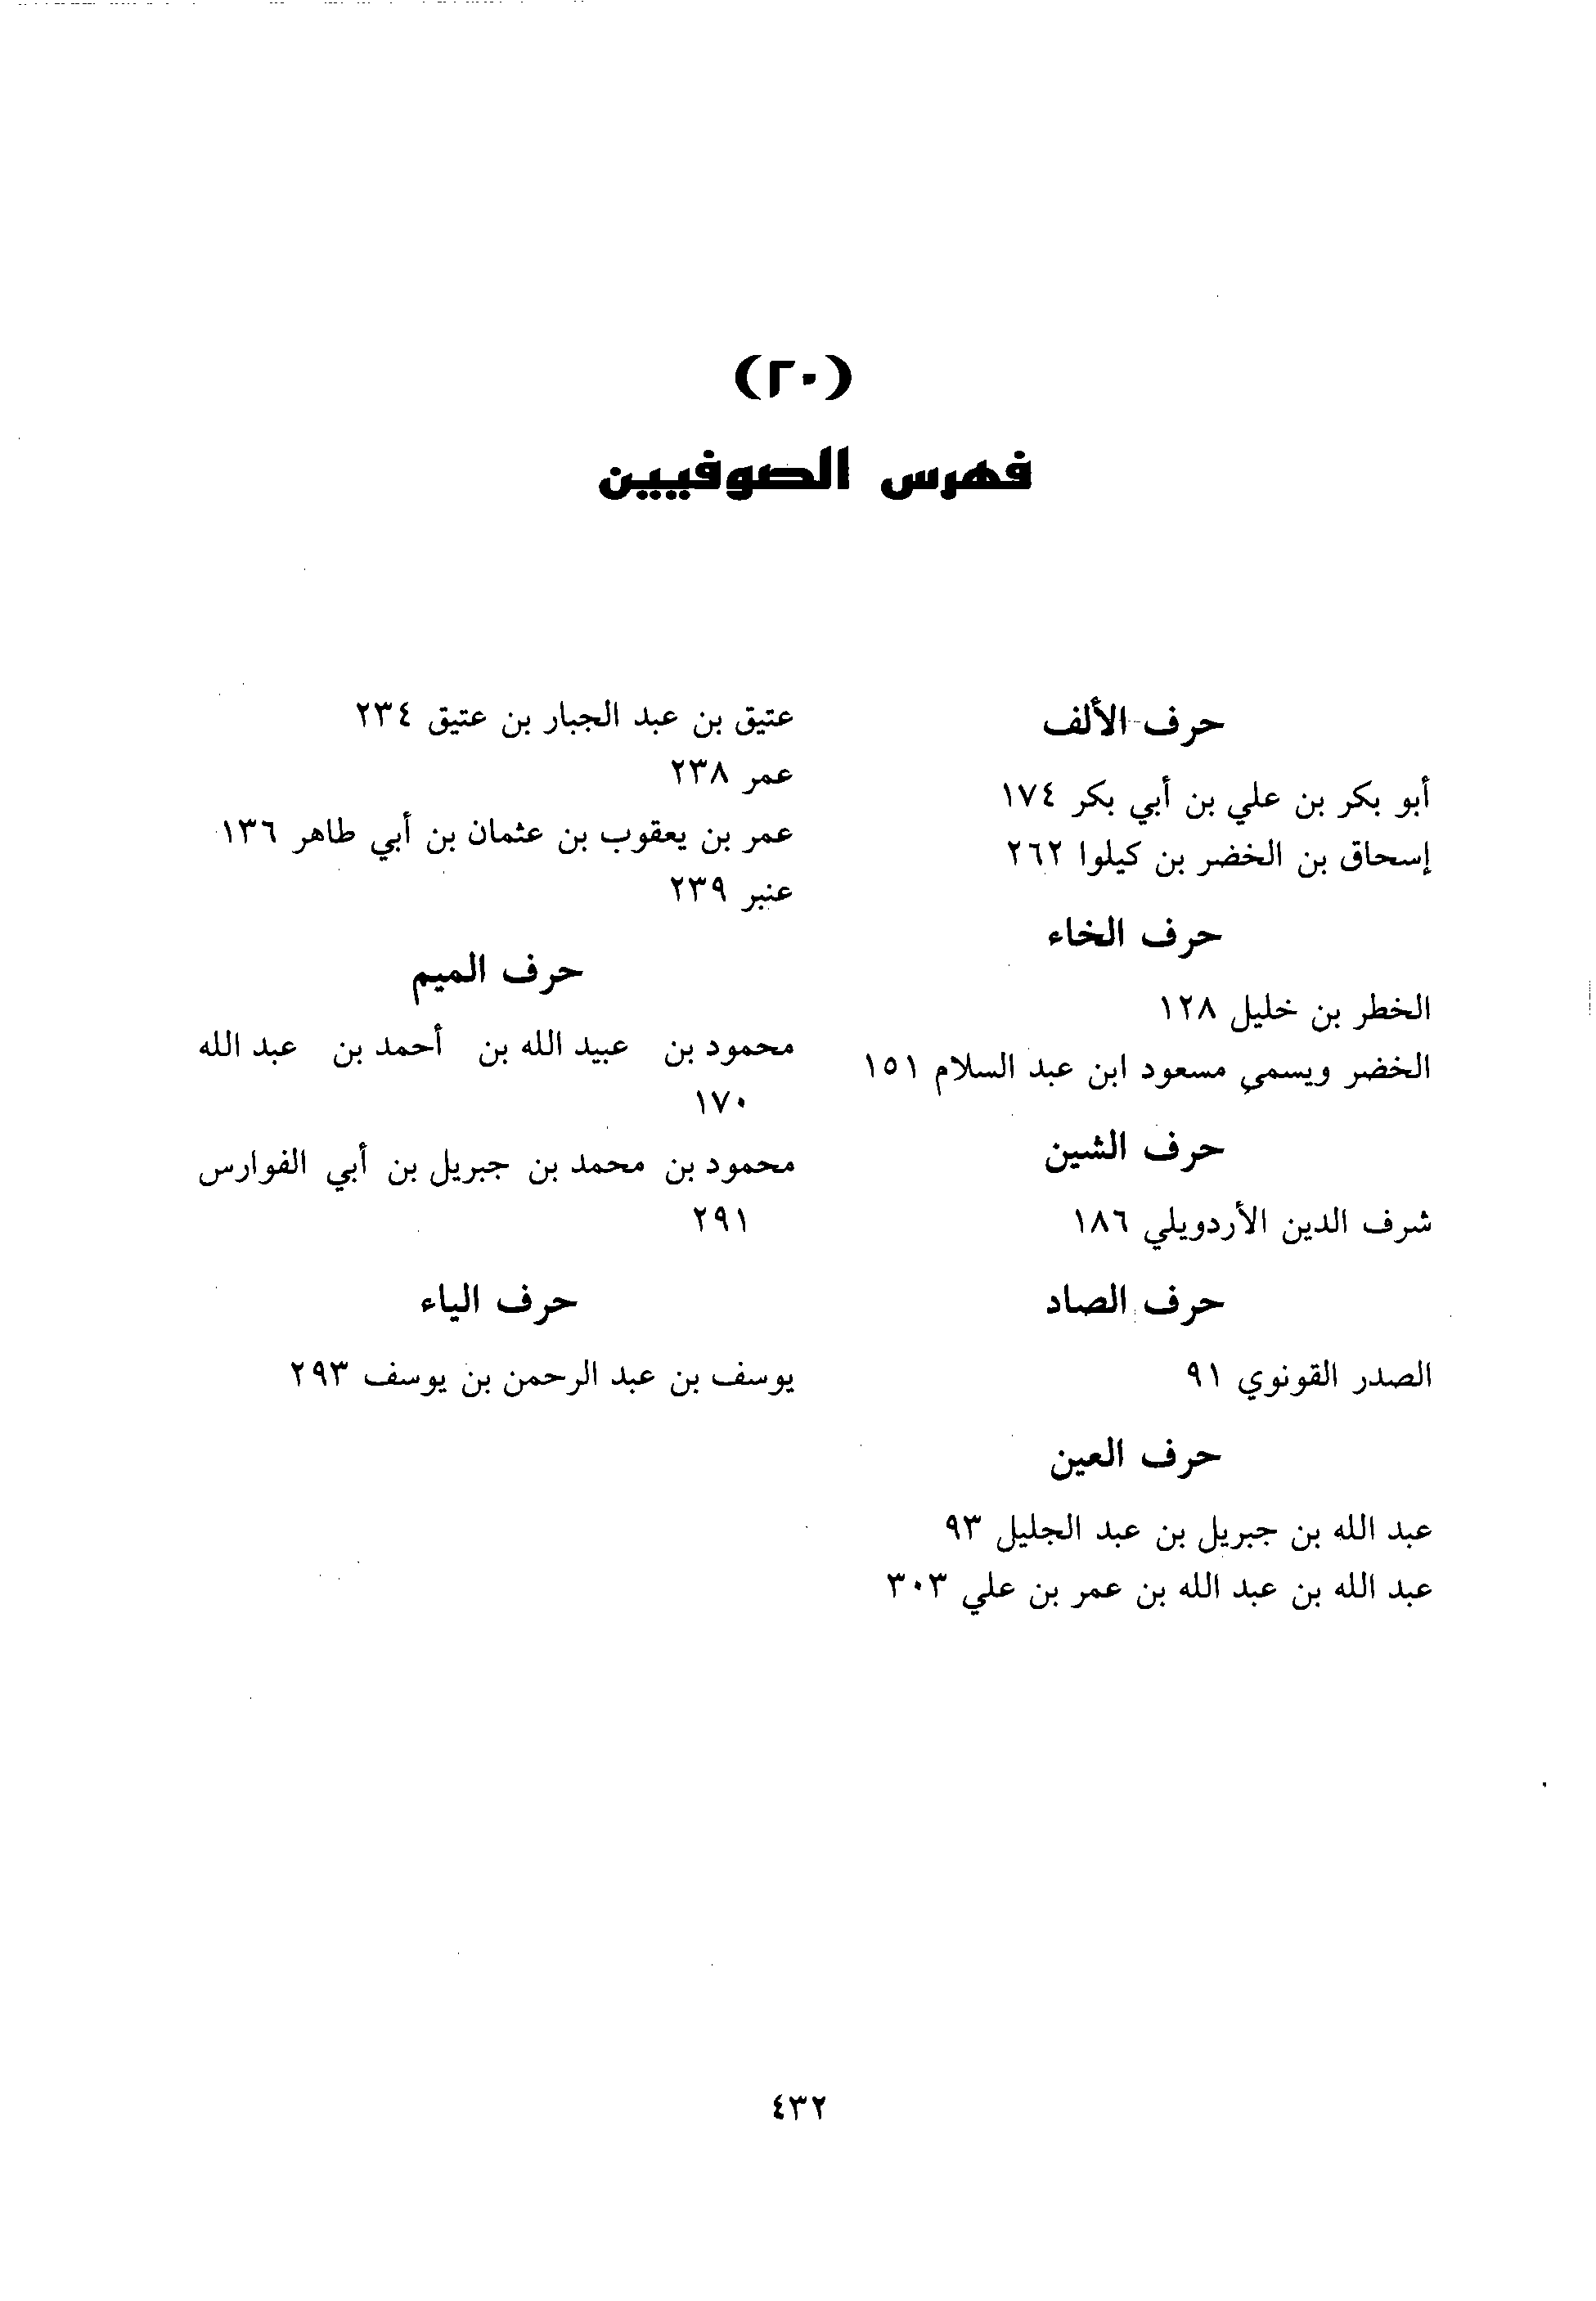 (٢٠)
فهرس الصوفيين
حرف الألف
أبو بكر بن علي بن أبي بكر ١٧٤
إسحاق بن الخضر بن كيلوا ٢٦٢
حرف الخاء
الخطر بن خليل ١٢٨
الخضر ويسمى مسعود ابن عبد السلام ١٥١
حرف الشين
شرف الدين الأردويلي ١٨٦
حرف الصاد
الصدر القونوي ٩١
حرف العين
عبد الله بن جبريل بن عبد الجليل ٩٣
عبد الله بن عبد الله بن عمر بن علي ٣٠٣
عتيق بن عبد الجبار بن عتيق ٢٣٤
عمر ٢٣٨
عمر بن يعقوب بن عثمان بن أبي طاهر ١٣٦
عنبر ٢٣٩
حرف الميم
محمود بن عبيد الله بن أحمد بن عبد الله
١٧٠
محمود بن محمد بن جبريل بن أبي الفوارس
٢٩١
حرف الياء
يوسف بن عبد الرحمن بن يوسف ٢٩٣
٤٣٢